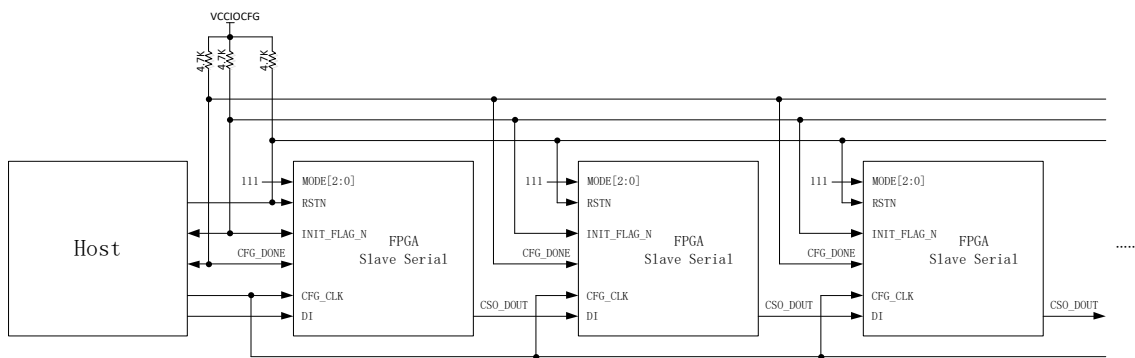 VCCIOCFG
4.7K 4.7K 4.7K
111 MODE[2:0] 111 MODE[2:0] 111 MODE[2:0]
RSTN RSTN RSTN
Host INIT_FLAG_N FPGA INIT_FLAG_N FPGA INIT_FLAG_N FPGA ......
CFG_DONE Slave Serial CFG_DONE Slave Serial CFG_DONE Slave Serial
CFG_CLK CFG_CLK CFG_CLK
DI CSO_DOUT DI CSO_DOUT DI CSO_DOUT